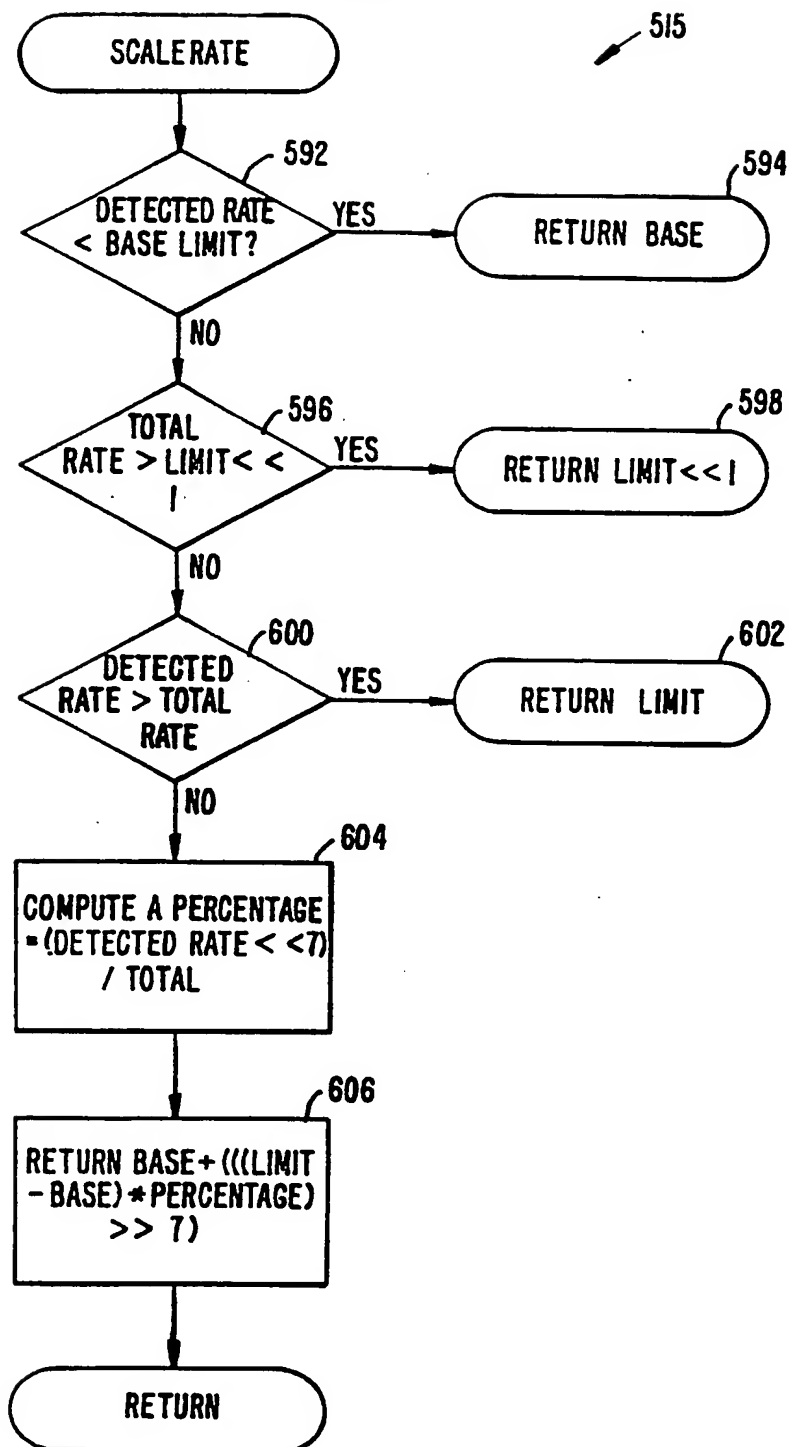 SCALERATE
515
592
DETECTED RATE
< BASE LIMIT?
YES
594
RETURN BASE
NO
596
TOTAL
RATE > LIMIT< <
1
YES
598
RETURN LIMIT<<1
NO
600
DETECTED
RATE > TOTAL
RATE
YES
602
RETURN LIMIT
NO
604
COMPUTE A PERCENTAGE
=(DETECTED RATE < <7)
/ TOTAL
606
RETURN BASE+(((LIMIT
-BASE)*PERCENTAGE)
>> 7)
RETURN